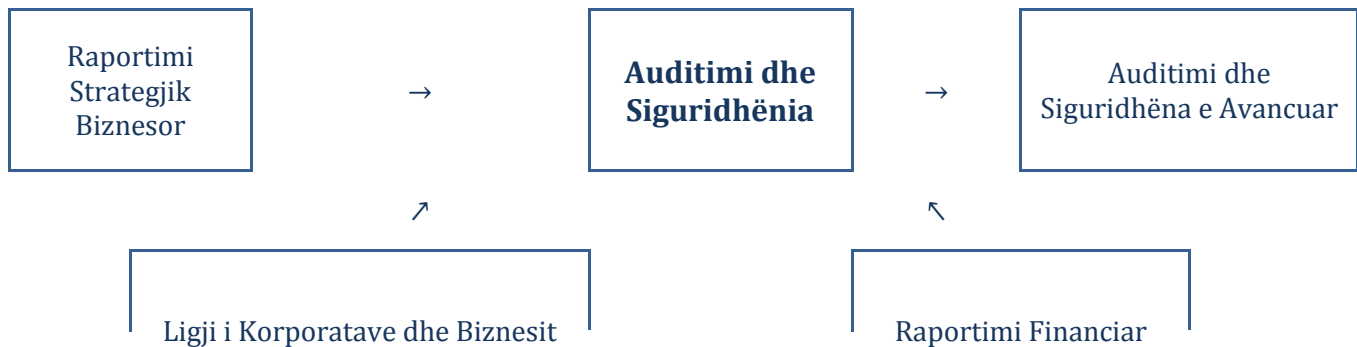 Raportimi
Strategjik
Biznesor
→
Auditimi dhe
Siguridhënia
→
Auditimi dhe
Siguridhëna e Avancuar
↗
↖
Ligji i Korporatave dhe Biznesit
Raportimi Financiar